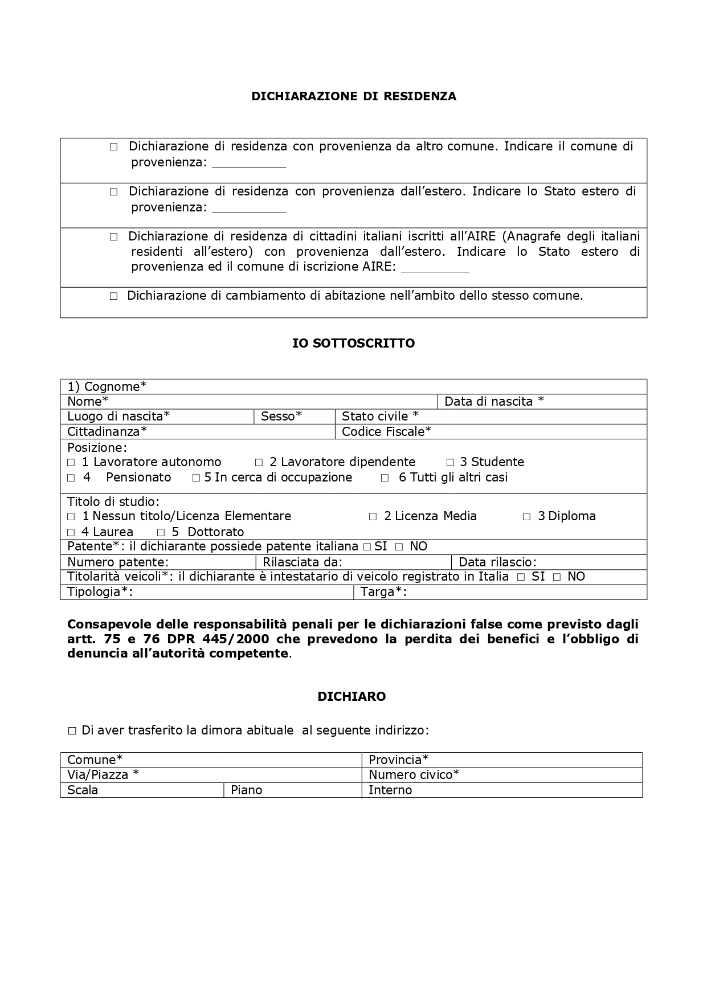 DICHIARAZIONE DI RESIDENZA
□ Dichiarazione di residenza con provenienza da altro comune. Indicare il comune di
provenienza: ___________
□ Dichiarazione di residenza con provenienza dall’estero. Indicare lo Stato estero di
provenienza: ___________
□ Dichiarazione di residenza di cittadini italiani iscritti all’AIRE (Anagrafe degli italiani
residenti all’estero) con provenienza dall’estero. Indicare lo Stato estero di
provenienza ed il comune di iscrizione AIRE: __________
□ Dichiarazione di cambiamento di abitazione nell’ambito dello stesso comune.
IO SOTTOSCRITTO
1) Cognome*
Nome* Data di nascita *
Luogo di nascita* Sesso* Stato civile *
Cittadinanza* Codice Fiscale*
Posizione:
□ 1 Lavoratore autonomo □ 2 Lavoratore dipendente □ 3 Studente
□ 4 Pensionato □ 5 In cerca di occupazione □ 6 Tutti gli altri casi
Titolo di studio:
□ 1 Nessun titolo/Licenza Elementare □ 2 Licenza Media □ 3 Diploma
□ 4 Laurea □ 5 Dottorato
Patente*: il dichiarante possiede patente italiana □ SI □ NO
Numero patente: Rilasciata da: Data rilascio:
Titolarità veicoli*: il dichiarante è intestatario di veicolo registrato in Italia □ SI □ NO
Tipologia*: Targa*:
Consapevole delle responsabilità penali per le dichiarazioni false come previsto dagli
artt. 75 e 76 DPR 445/2000 che prevedono la perdita dei benefici e l’obbligo di
denuncia all’autorità competente.
DICHIARO
□ Di aver trasferito la dimora abituale al seguente indirizzo:
Comune* Provincia*
Via/Piazza * Numero civico*
Scala Piano Interno